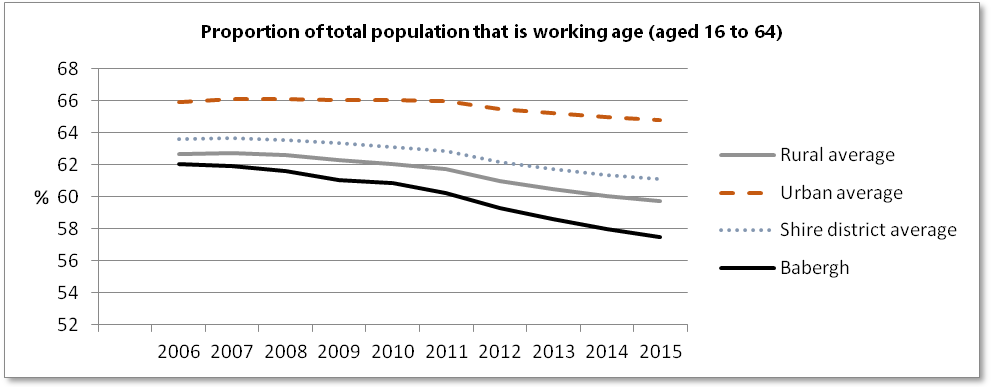 Proportion of total population that is working age (aged 16 to 64)
68
66
64
62
60
58
56
54
52
%
2006 2007 2008 2009 2010 2011 2012 2013 2014 2015
Rural average
Urban average
Shire district average
Babergh